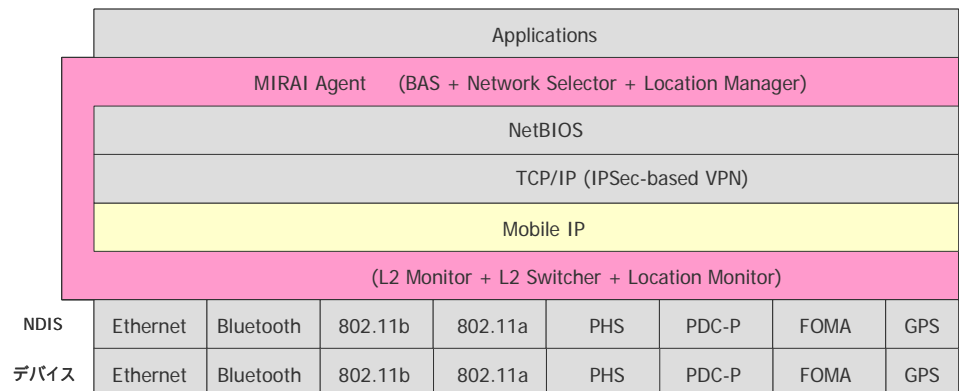 Applications
MIRAI Agent (BAS + Network Selector + Location Manager)
NetBIOS
TCP/IP (IPSec-based VPN)
Mobile IP
(L2 Monitor + L2 Switcher + Location Monitor)
NDIS Ethernet Bluetooth 802.11b 802.11a PHS PDC-P FOMA GPS
デバイス Ethernet Bluetooth 802.11b 802.11a PHS PDC-P FOMA GPS